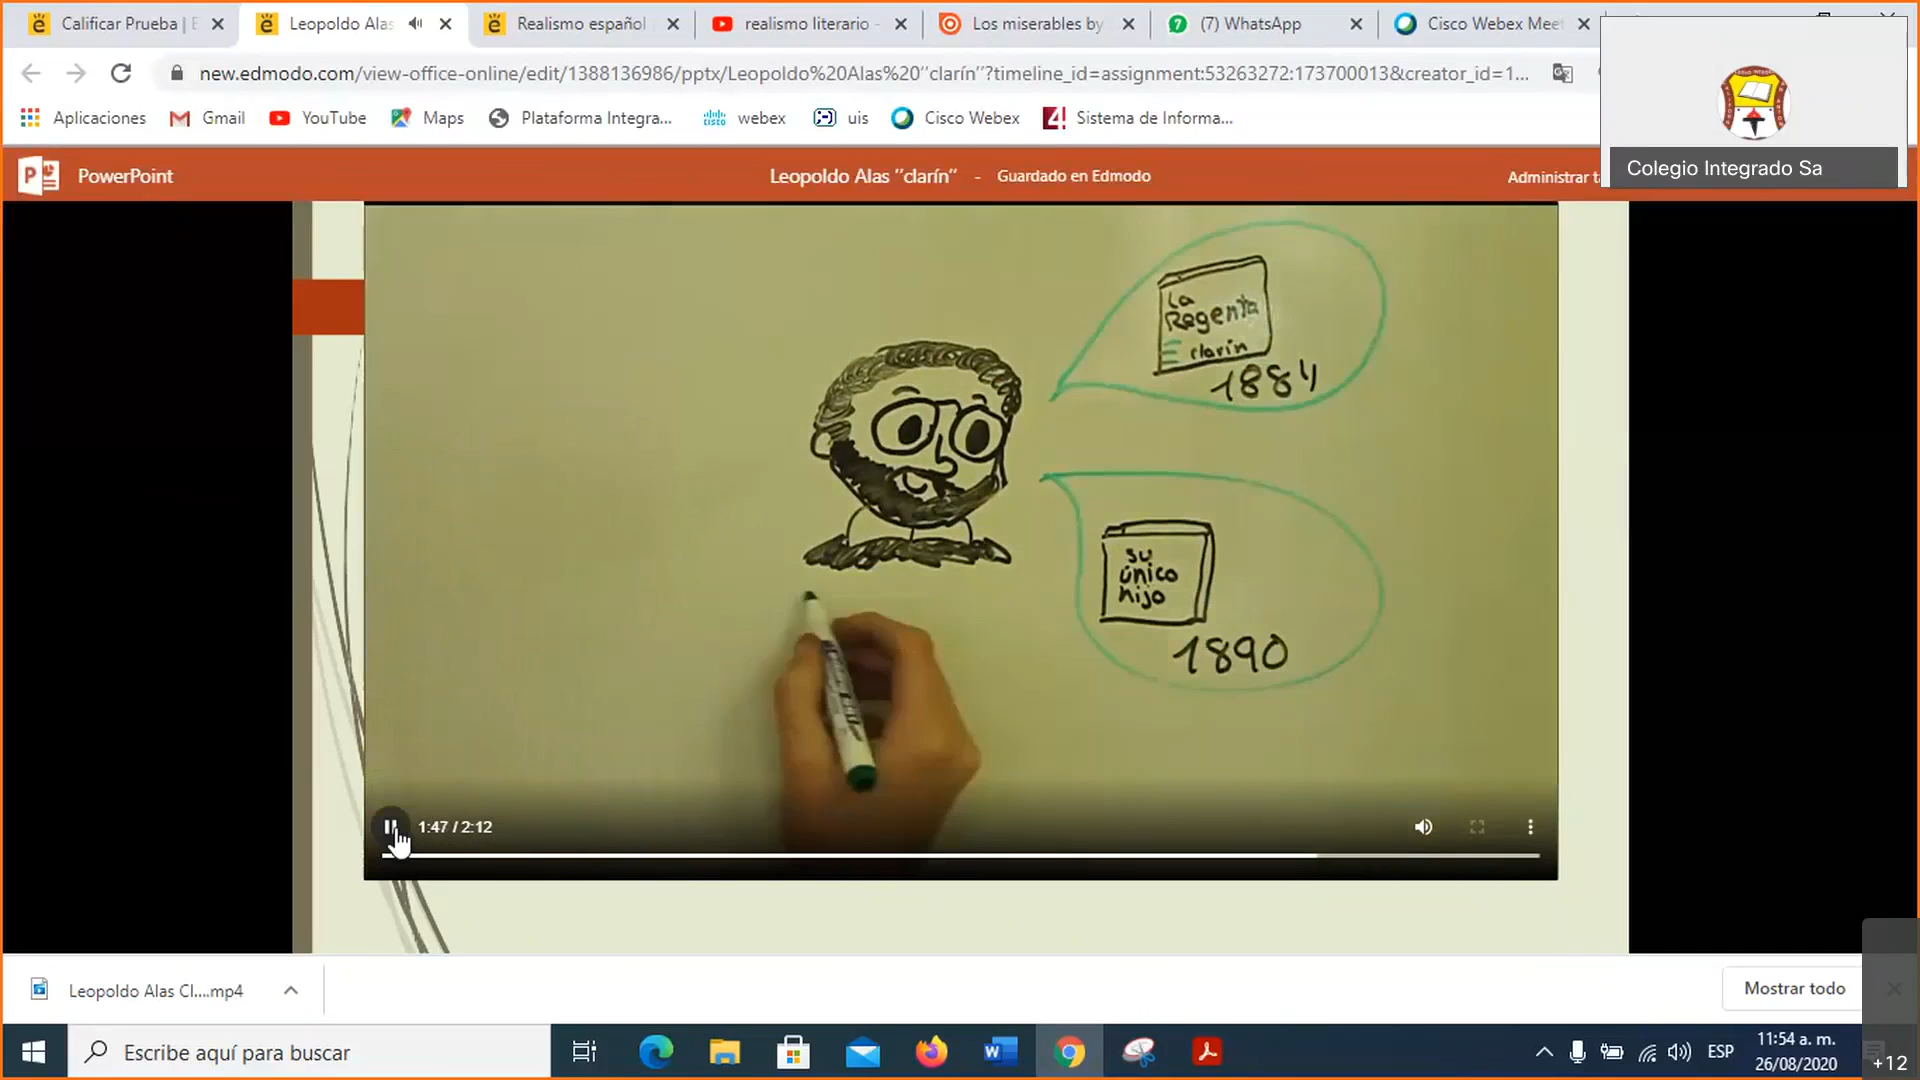 Calificar Prueba | E
Leopoldo Alas
Realismo español
realismo literario -
Los miserables by
(7) WhatsApp
Cisco Webex Meet
new.edmodo.com/view-office-online/edit/1388136986/pptx/Leopoldo%20Alas%20"clarín"?timeline_id=assignment:53263272:173700013&creator_id=1...
Aplicaciones
Gmail
YouTube
Maps
Plataforma Integra...
webex
uis
Cisco Webex
Sistema de Informa...
Colegio Integrado Sa
PowerPoint
Leopoldo Alas "clarín" - Guardado en Edmodo
Administrar ta
La
Regenta
clarín
1884
su
único
hijo
1890
1:47 / 2:12
Leopoldo Alas Cl....mp4
Mostrar todo
Escribe aquí para buscar
ESP
11:54 a. m.
26/08/2020
+12